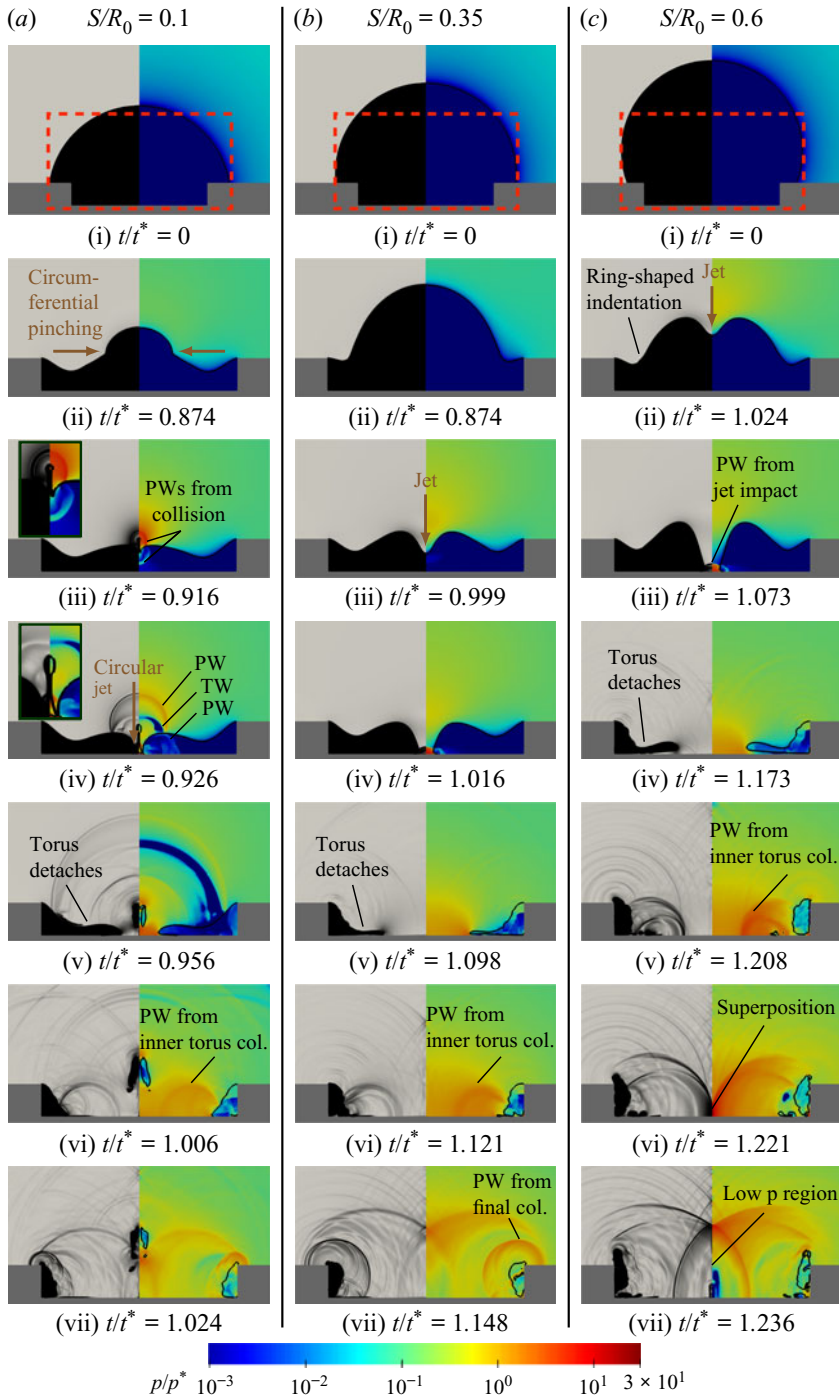 (a) S/R0 = 0.1
(i) t/t* = 0
Circum-
ferential
pinching
(ii) t/t* = 0.874
PWs from
collision
(iii) t/t* = 0.916
Circular
jet
PW
TW
PW
(iv) t/t* = 0.926
Torus
detaches
(v) t/t* = 0.956
PW from
inner torus col.
(vi) t/t* = 1.006
(vii) t/t* = 1.024
(b) S/R0 = 0.35
(i) t/t* = 0
(ii) t/t* = 0.874
Jet
(iii) t/t* = 0.999
(iv) t/t* = 1.016
Torus
detaches
(v) t/t* = 1.098
PW from
inner torus col.
(vi) t/t* = 1.121
PW from
final col.
(vii) t/t* = 1.148
(c) S/R0 = 0.6
(i) t/t* = 0
Ring-shaped
indentation
Jet
(ii) t/t* = 1.024
PW from
jet impact
(iii) t/t* = 1.073
Torus
detaches
(iv) t/t* = 1.173
PW from
inner torus col.
(v) t/t* = 1.208
Superposition
(vi) t/t* = 1.221
Low p region
(vii) t/t* = 1.236
p/p* 10⁻³ 10⁻² 10⁻¹ 10⁰ 10¹ 3 × 10¹